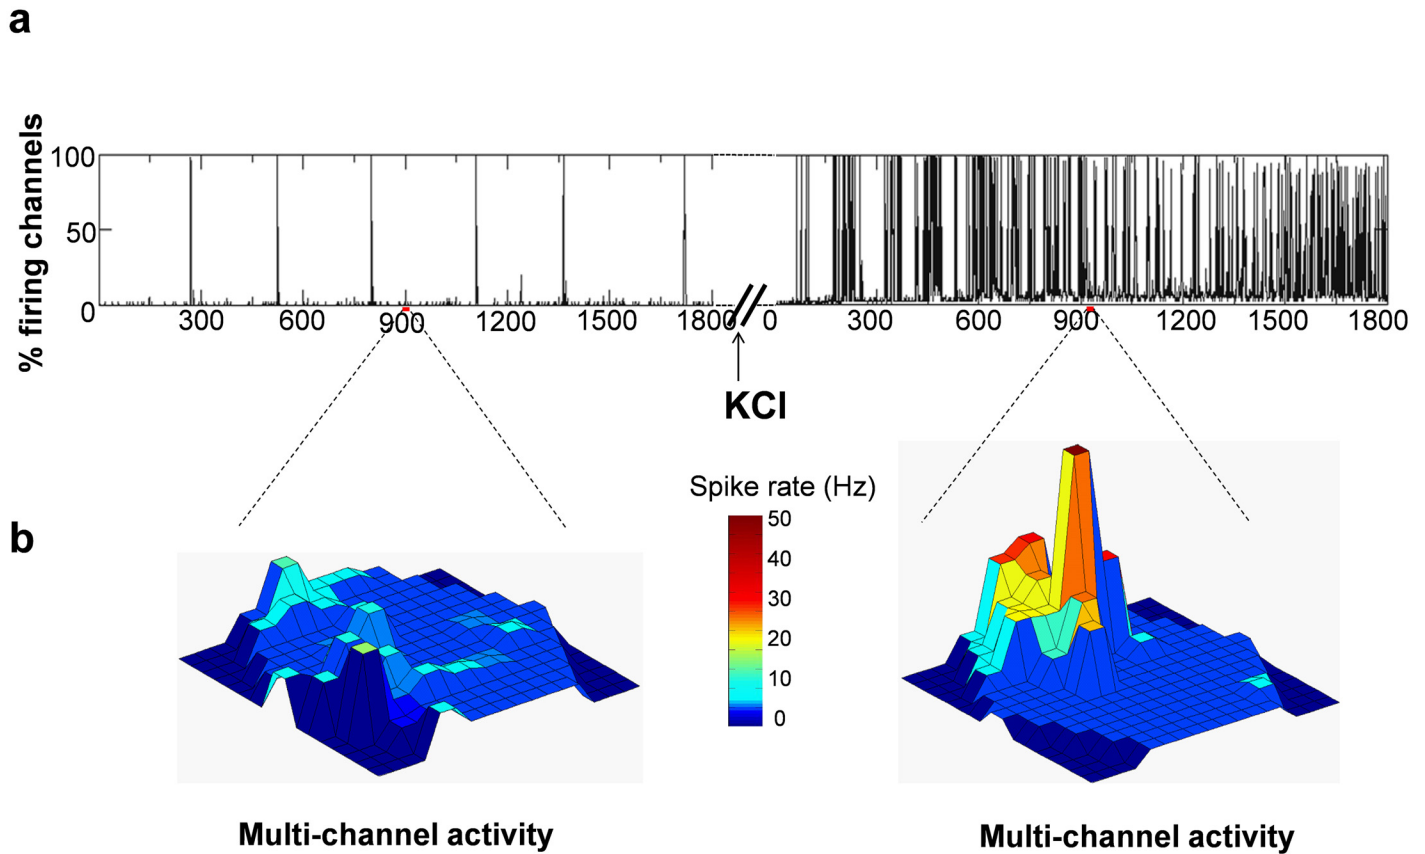 a
% firing channels
100
50
0
300 600 900 1200 1500 1800 0 300 600 900 1200 1500 1800
KCl
Spike rate (Hz)
b
50
40
30
20
10
0
Multi-channel activity Multi-channel activity